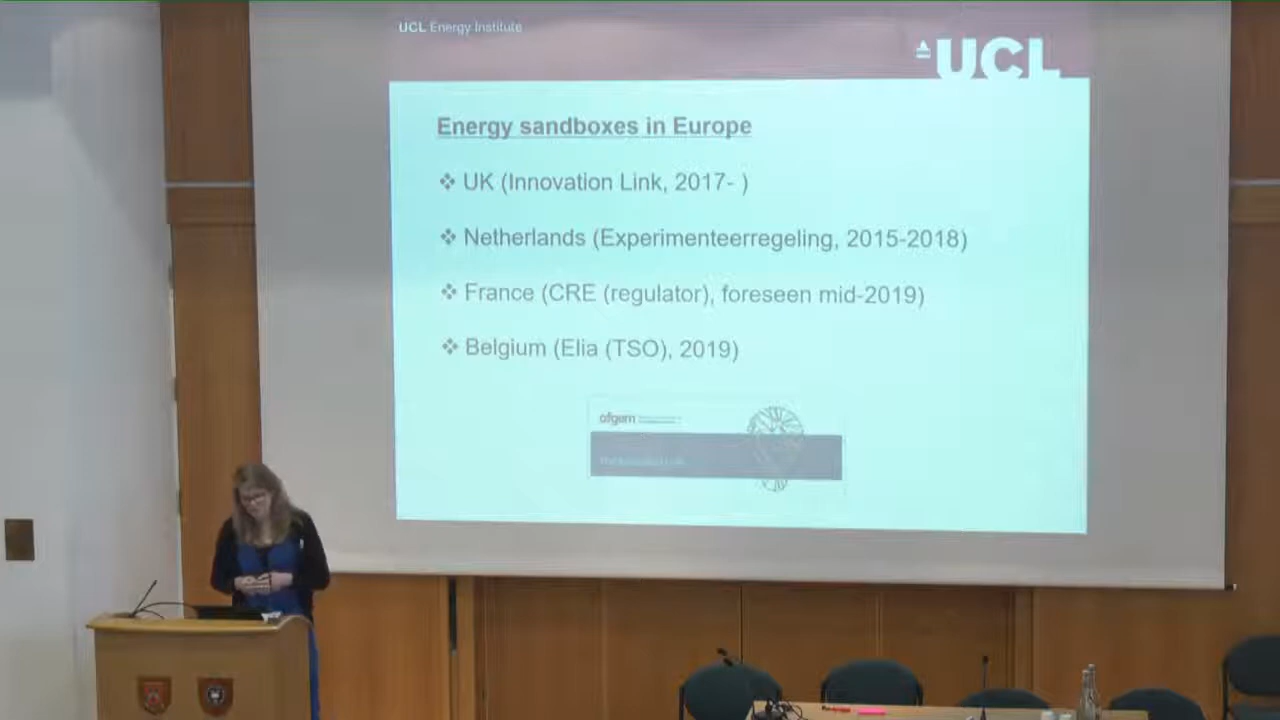 UCL Energy Institute
UCL
Energy sandboxes in Europe
❖ UK (Innovation Link, 2017- )
❖ Netherlands (Experimenteerregeling, 2015-2018)
❖ France (CRE (regulator), foreseen mid-2019)
❖ Belgium (Elia (TSO), 2019)
ofgem